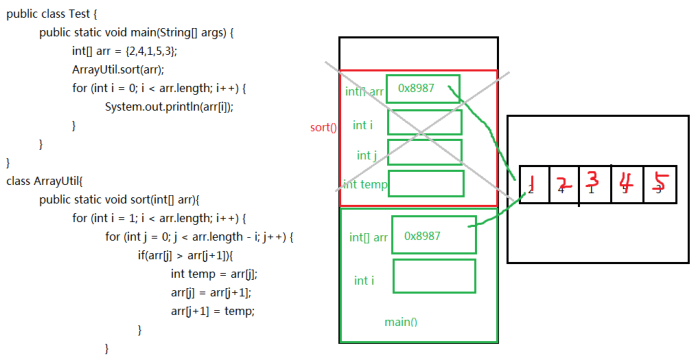 public class Test {
public static void main(String[] args) {
int[] arr = {2,4,1,5,3};
ArrayUtil.sort(arr);
for (int i = 0; i < arr.length; i++) {
System.out.println(arr[i]);
}
}
}
class ArrayUtil{
public static void sort(int[] arr){
for (int i = 1; i < arr.length; i++) {
for (int j = 0; j < arr.length - i; j++) {
if(arr[j] > arr[j+1]){
int temp = arr[j];
arr[j] = arr[j+1];
arr[j+1] = temp;
}
}
sort()
int[] arr 0x8987
int i
int j
int temp
int[] arr 0x8987
int i
main()
1 2 3 4 5
2 4 1 5 3